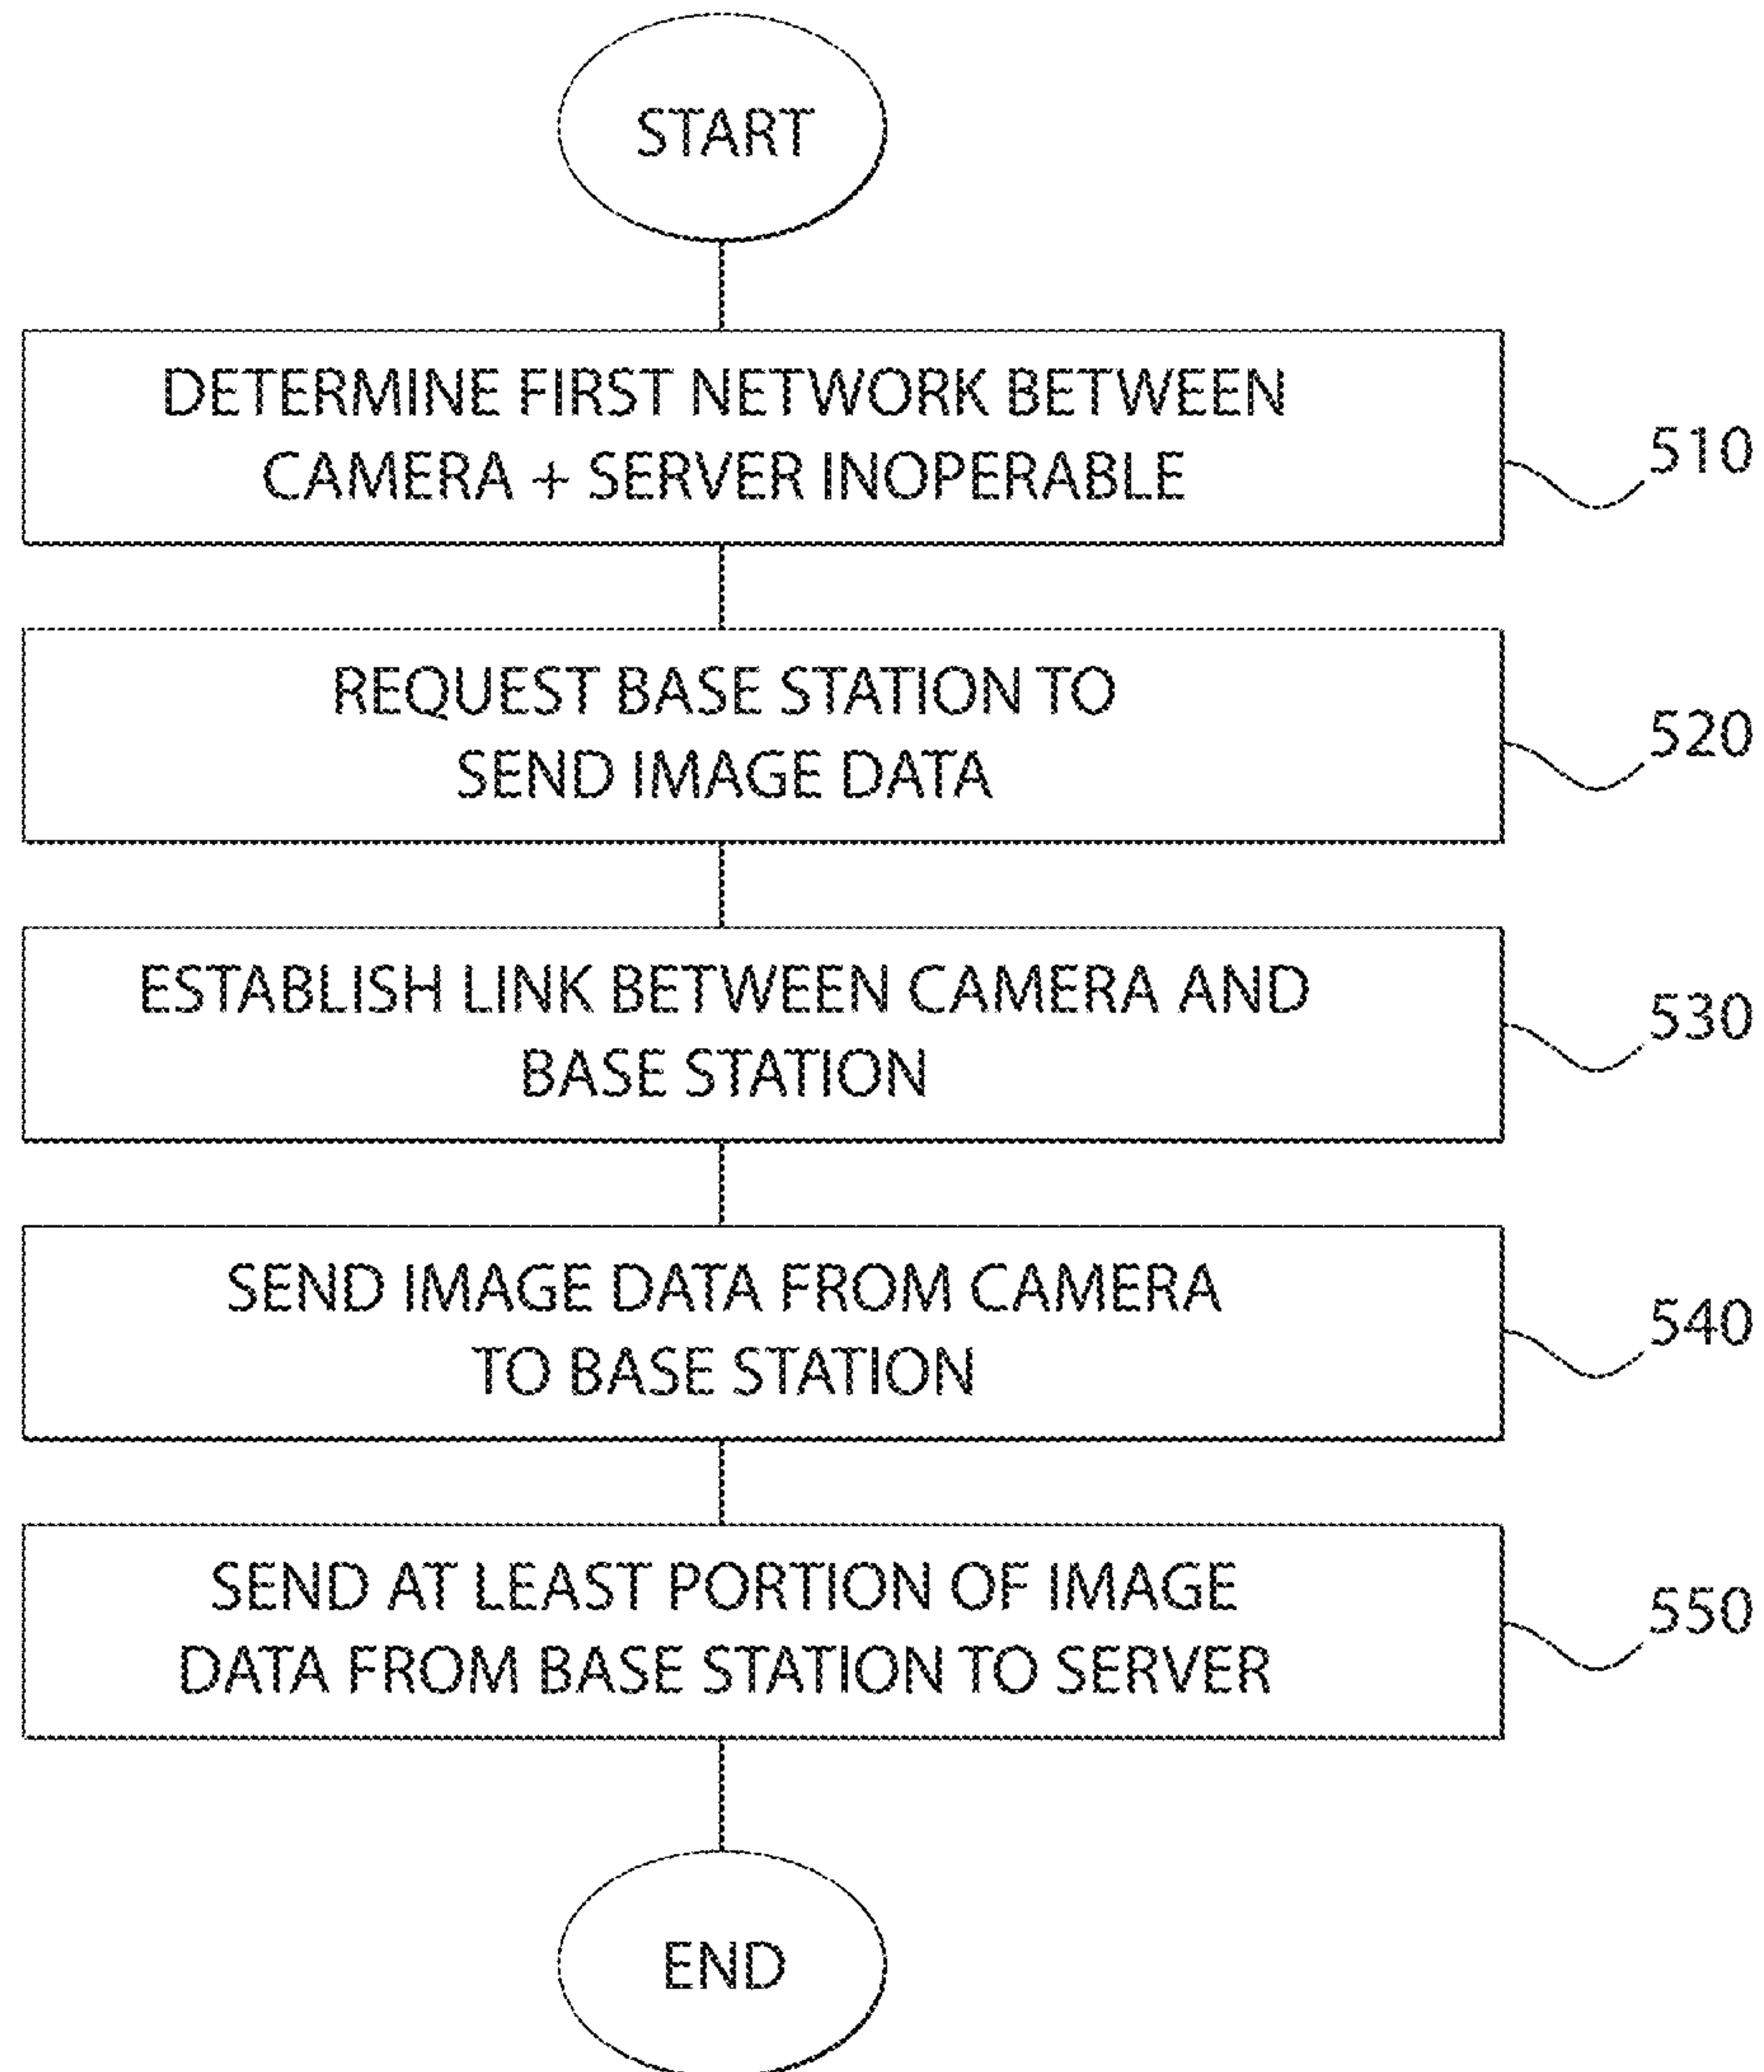 START
DETERMINE FIRST NETWORK BETWEEN
CAMERA + SERVER INOPERABLE
510
REQUEST BASE STATION TO
SEND IMAGE DATA
520
ESTABLISH LINK BETWEEN CAMERA AND
BASE STATION
530
SEND IMAGE DATA FROM CAMERA
TO BASE STATION
540
SEND AT LEAST PORTION OF IMAGE
DATA FROM BASE STATION TO SERVER
550
END